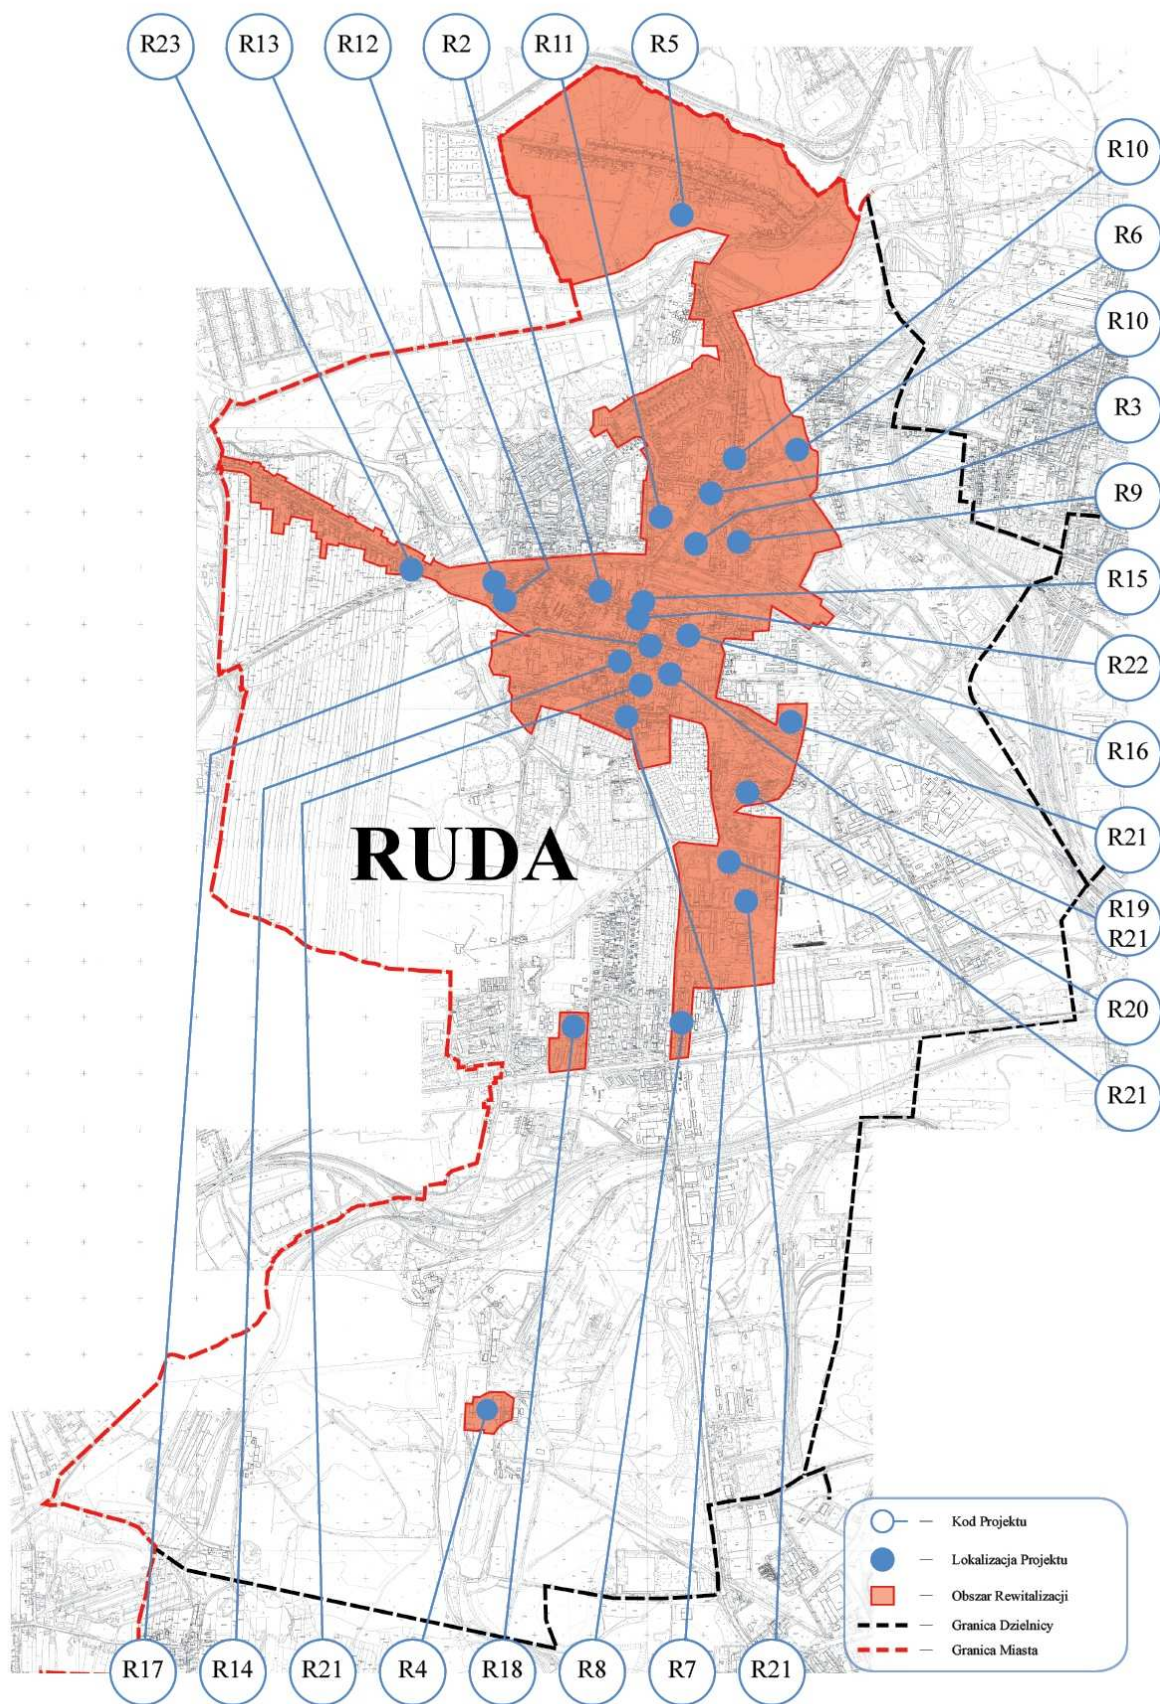 R23
R13
R12
R2
R11
R5
R10
R6
R10
R3
R9
R15
R22
R16
R21
R19
R21
R20
R21
RUDA
Kod Projektu
Lokalizacja Projektu
Obszar Rewitalizacji
Granica Dzielnicy
Granica Miasta
R17
R14
R21
R4
R18
R8
R7
R21